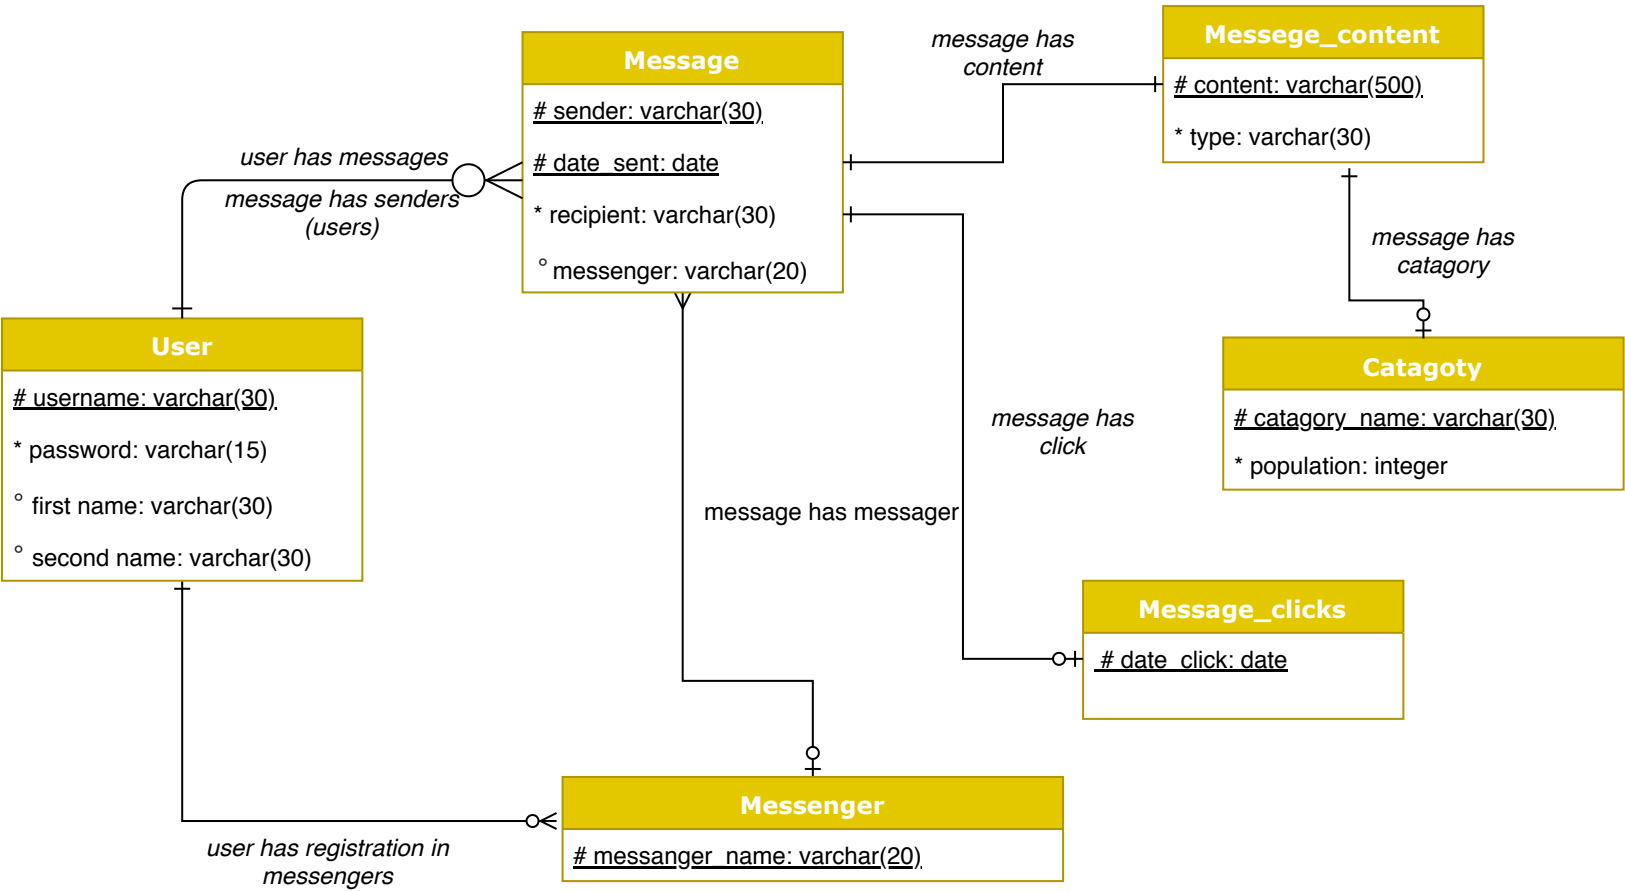 Message
# sender: varchar(30)
# date_sent: date
* recipient: varchar(30)
° messenger: varchar(20)
message has
content
Messege_content
# content: varchar(500)
* type: varchar(30)
user has messages
message has senders
(users)
message has
catagory
User
# username: varchar(30)
* password: varchar(15)
° first name: varchar(30)
° second name: varchar(30)
Catagoty
# catagory_name: varchar(30)
* population: integer
message has
click
message has messager
Message_clicks
# date_click: date
Messenger
# messanger_name: varchar(20)
user has registration in
messengers